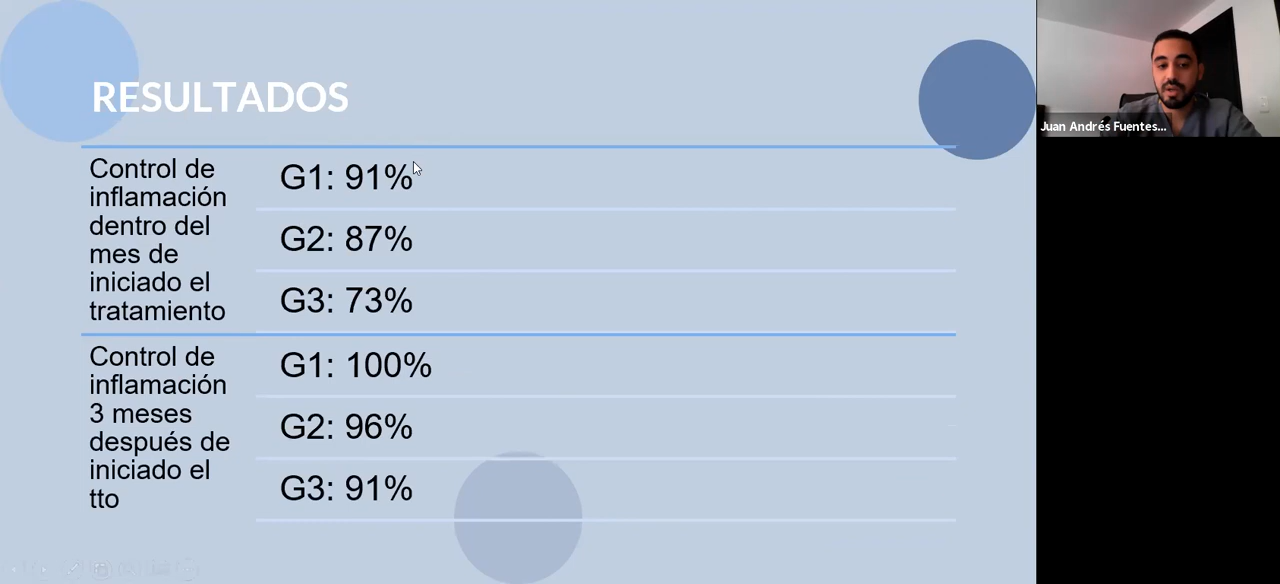 RESULTADOS
Control de
inflamación
dentro del
mes de
iniciado el
tratamiento
G1: 91%
G2: 87%
G3: 73%
Control de
inflamación
3 meses
después de
iniciado el
tto
G1: 100%
G2: 96%
G3: 91%
Juan Andrés Fuentes...